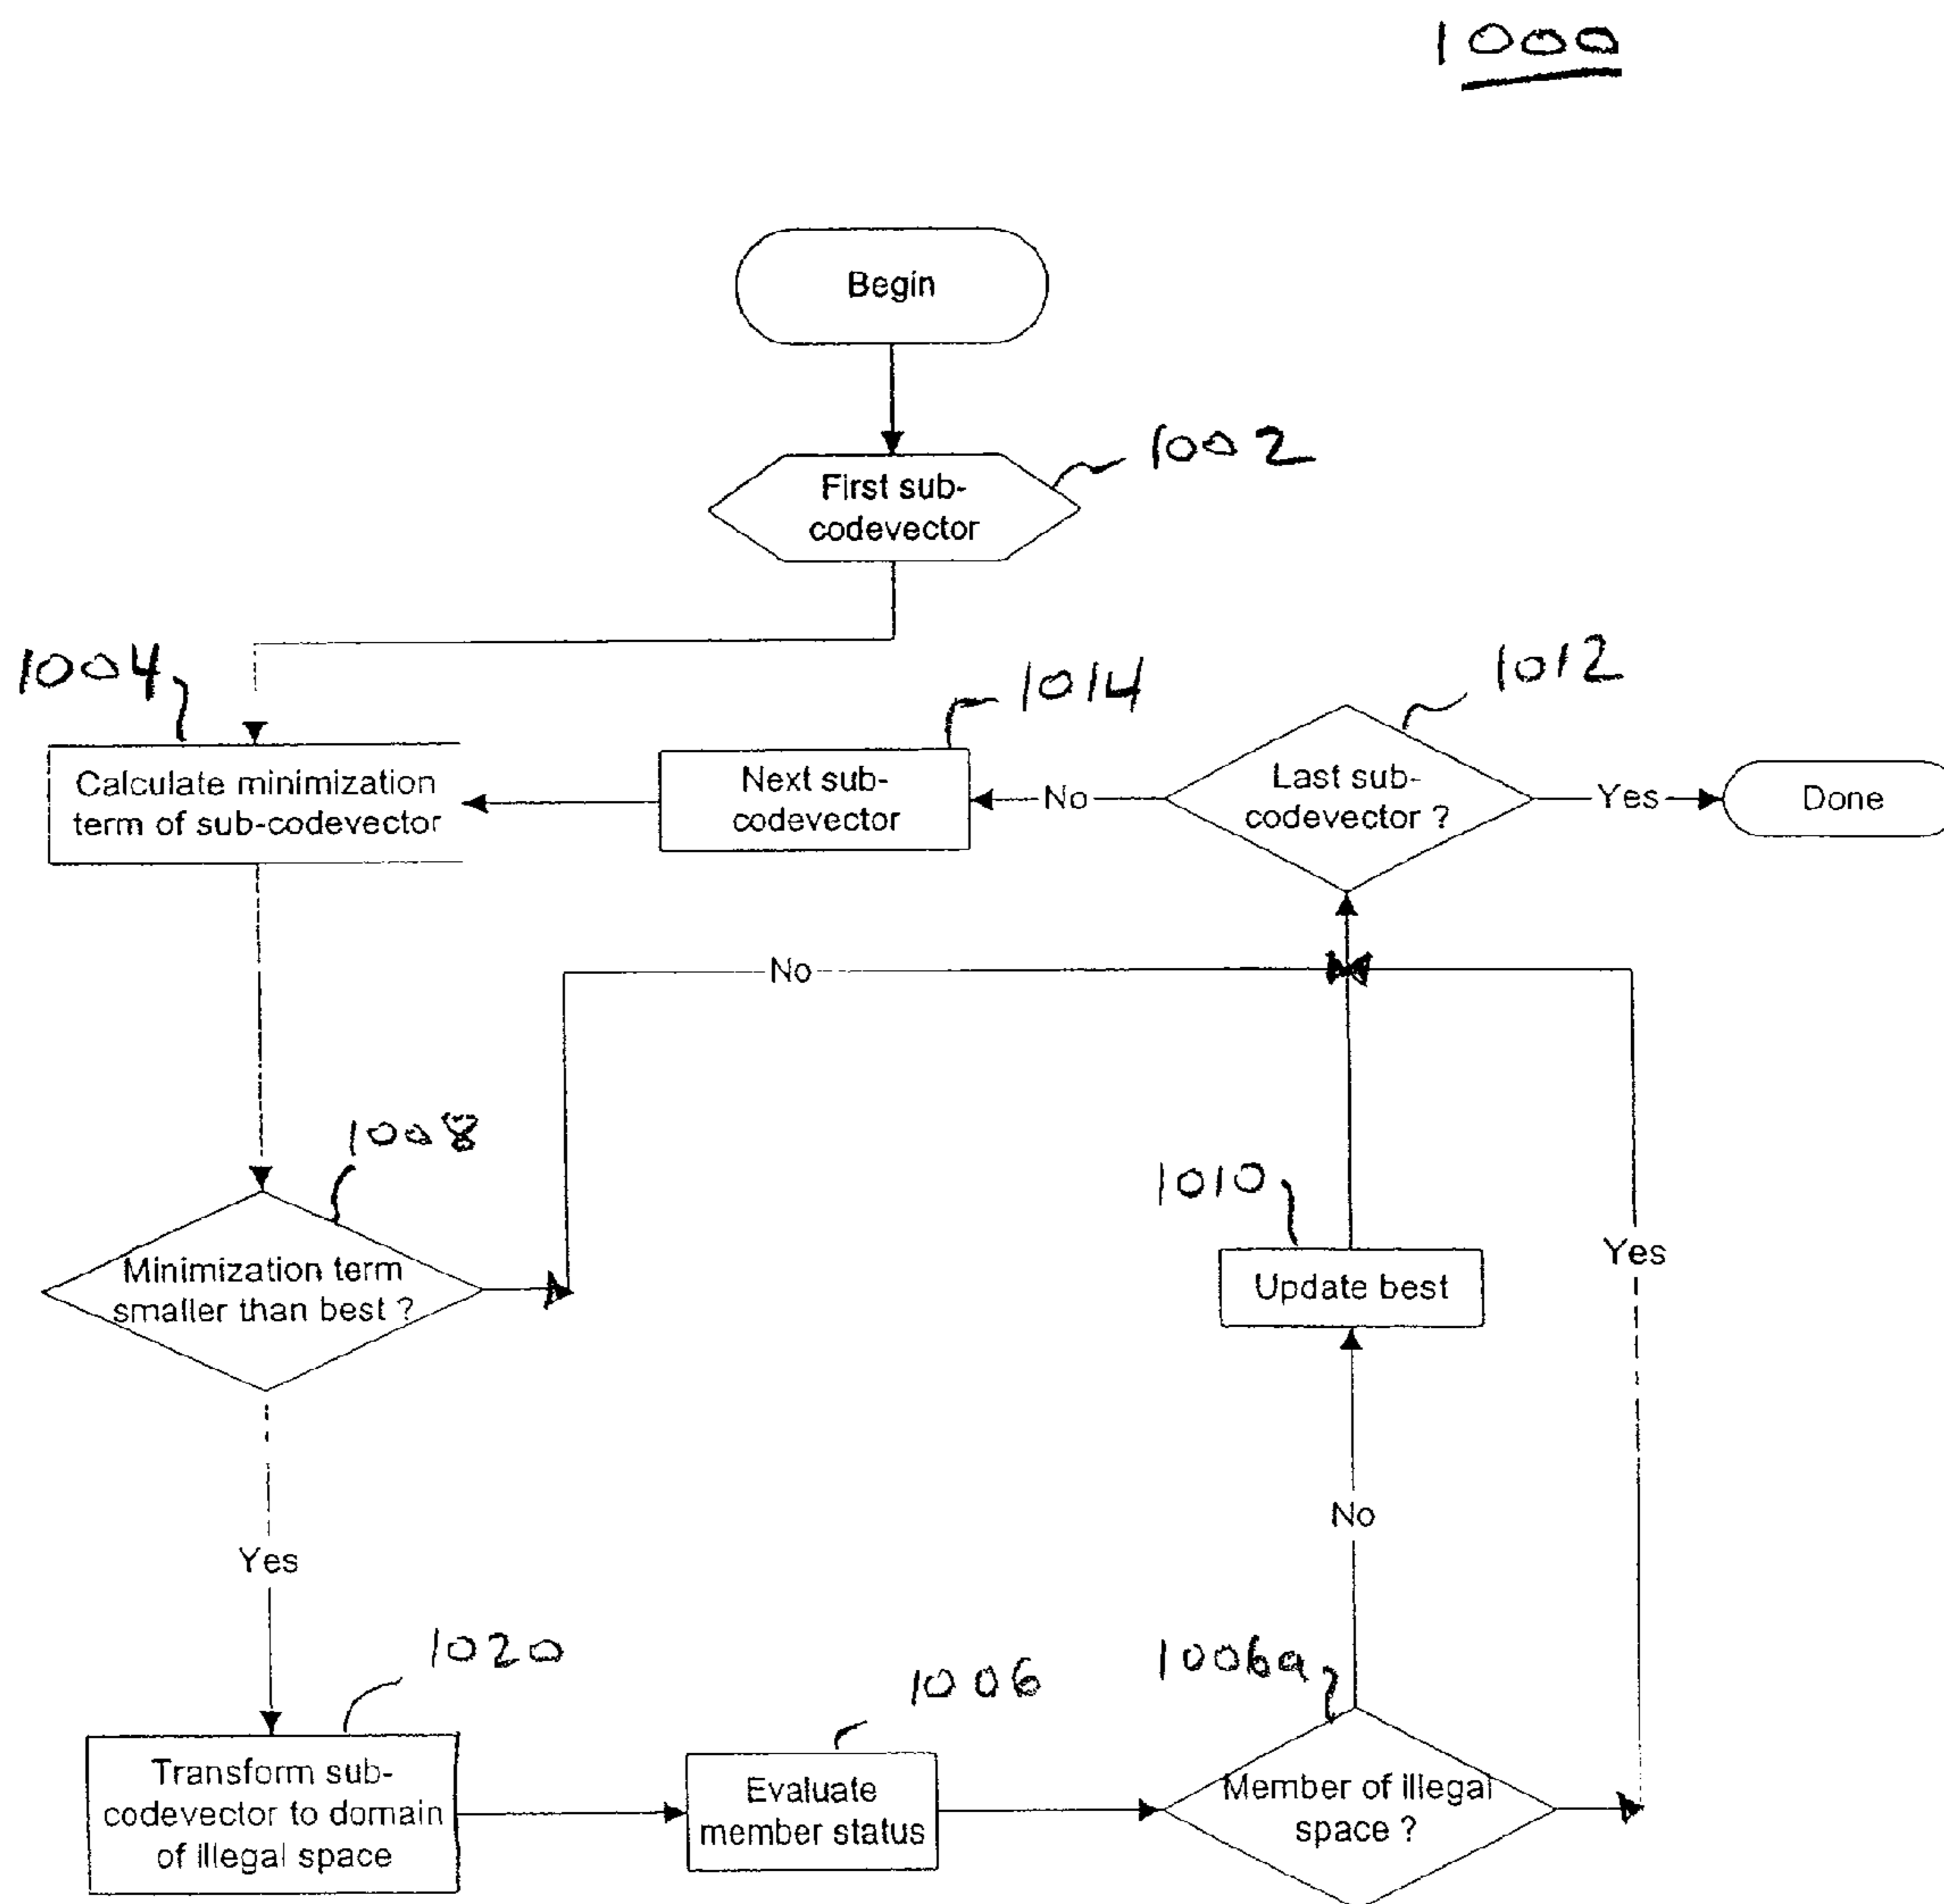 1000
Begin
First sub-
codevector
1002
1004
1014
1012
Calculate minimization
term of sub-codevector
Next sub-
codevector
No
Last sub-
codevector ?
Yes
Done
No
1008
1010
Minimization term
smaller than best ?
Update best
Yes
No
Yes
1020
1006
1006a
Transform sub-
codevector to domain
of illegal space
Evaluate
member status
Member of illegal
space ?